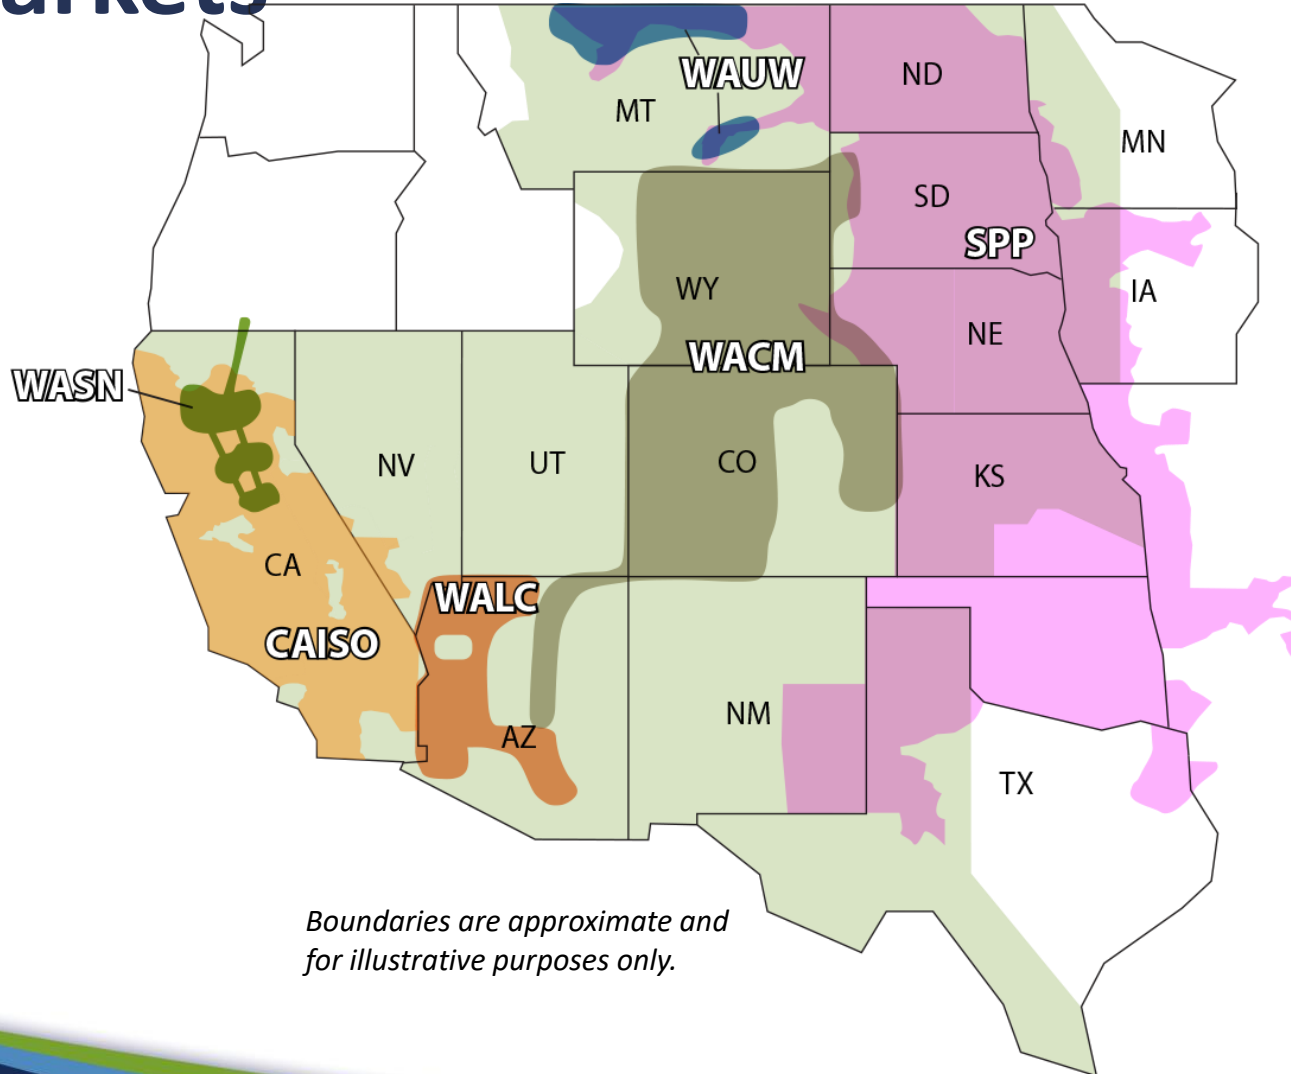 WAUW
ND
MT
MN
SD
SPP
WY
IA
NE
WACM
WASN
NV
UT
CO
KS
CA
WALC
CAISO
NM
AZ
TX
Boundaries are approximate and
for illustrative purposes only.